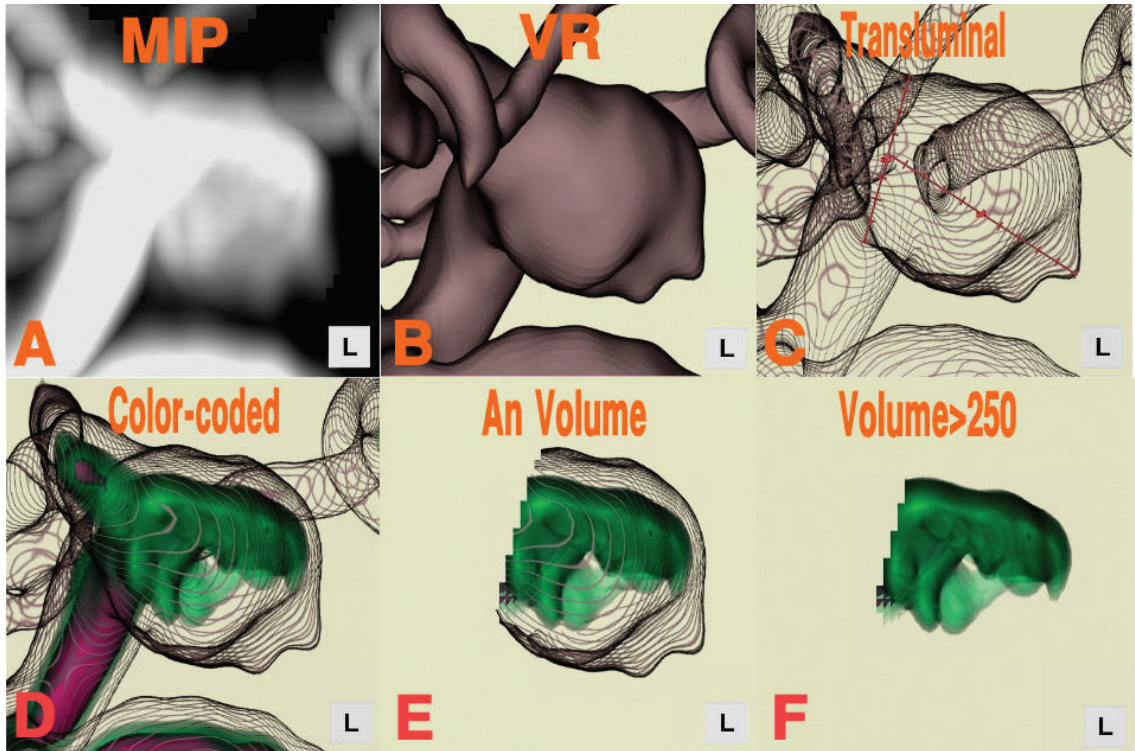 MIP
VR
Transluminal
A
L
B
L
C
L
Color-coded
An Volume
Volume>250
D
L
E
L
F
L